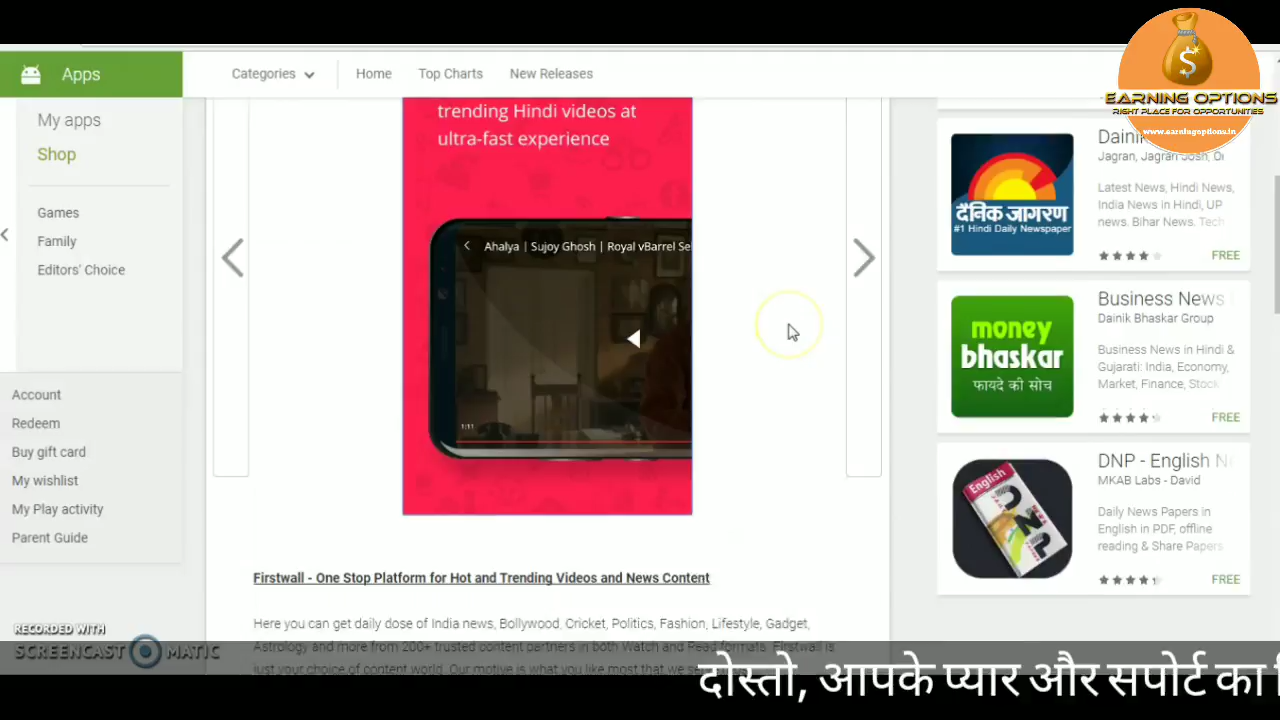 Apps
Categories
Home
Top Charts
New Releases
EARNING OPTIONS
RIGHT PLACE FOR OPPORTUNITIES
www.earningoptions.in
My apps
Shop
Games
Family
Editors' Choice
Account
Redeem
Buy gift card
My wishlist
My Play activity
Parent Guide
trending Hindi videos at
ultra-fast experience
Ahalya | Sujoy Ghosh | Royal vBarrel Se
1:11
Firstwall - One Stop Platform for Hot and Trending Videos and News Content
Here you can get daily dose of India news, Bollywood, Cricket, Politics, Fashion, Lifestyle, Gadget,
Astrology and more from 200+ trusted content partners in both Watch and Read formats. Firstwall is
just your choice of content world. Our motive is what you like most that we
दैनिक जागरण
#1 Hindi Daily Newspaper
Jagran, Jagran Josh, On
Latest News, Hindi News,
India News in Hindi, UP
news, Bihar News, Tech
FREE
money
bhaskar
फायदे की सोच
Business News
Dainik Bhaskar Group
Business News in Hindi &
Gujarati: India, Economy,
Market, Finance, Stock
FREE
English
DNP
DNP - English N
MKAB Labs - David
Daily News Papers in
English in PDF, offline
reading & Share Papers
FREE
RECORDED WITH
SCREENCAST MATIC
दोस्तो, आपके प्यार और सपोर्ट का